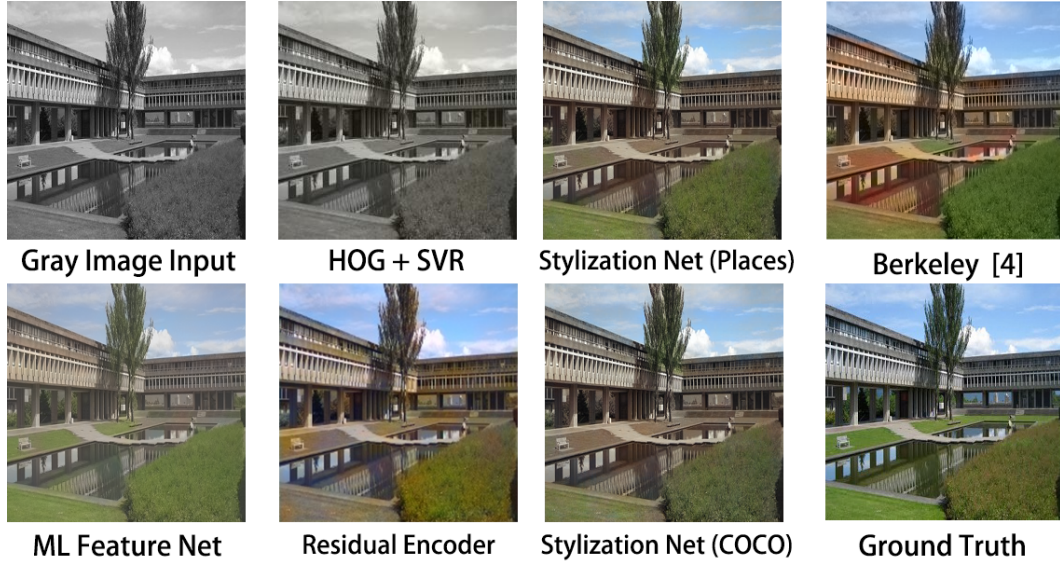 Gray Image Input
HOG + SVR
Stylization Net (Places)
Berkeley [4]
ML Feature Net
Residual Encoder
Stylization Net (COCO)
Ground Truth